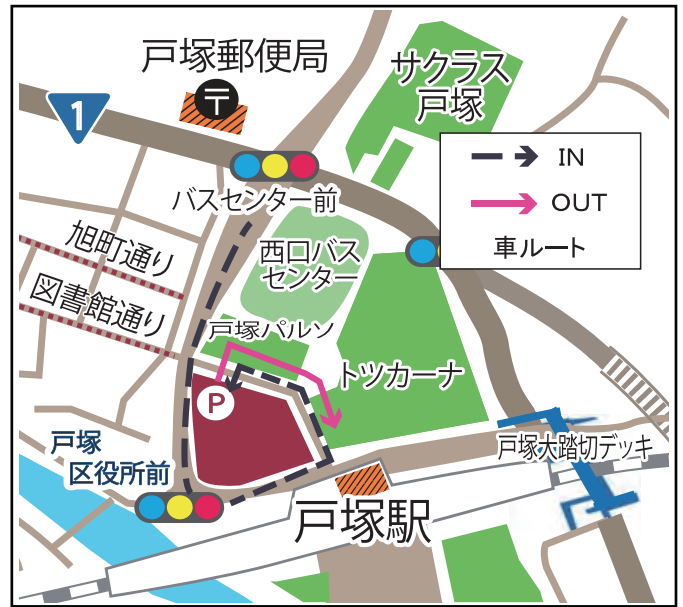 戸塚郵便局
〒
サクラス
戸塚
1
IN
OUT
車ルート
バスセンター前
旭町通り
西口バス
センター
図書館通り
戸塚パルソ
トツカーナ
P
戸塚
区役所前
戸塚大踏切デッキ
戸塚駅